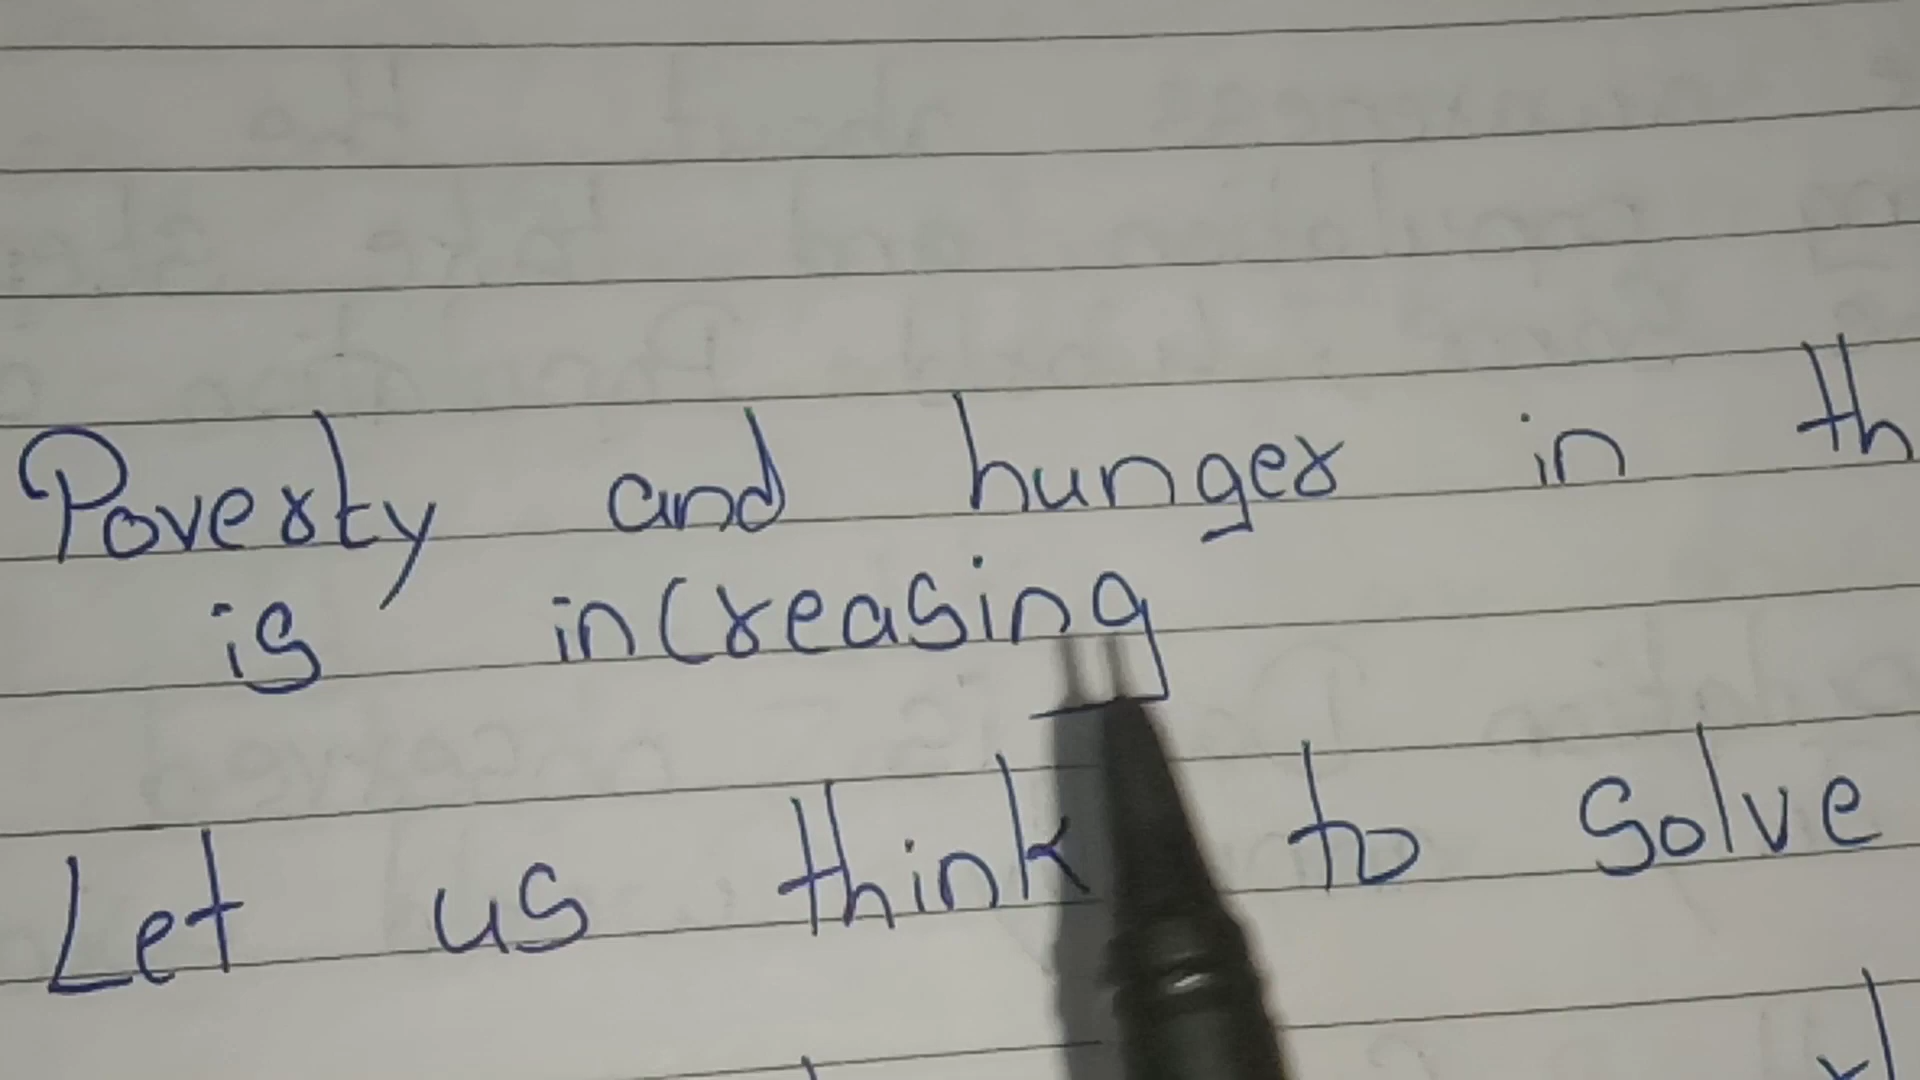 Poverty and hunger in th
is increasing
Let us think to solve